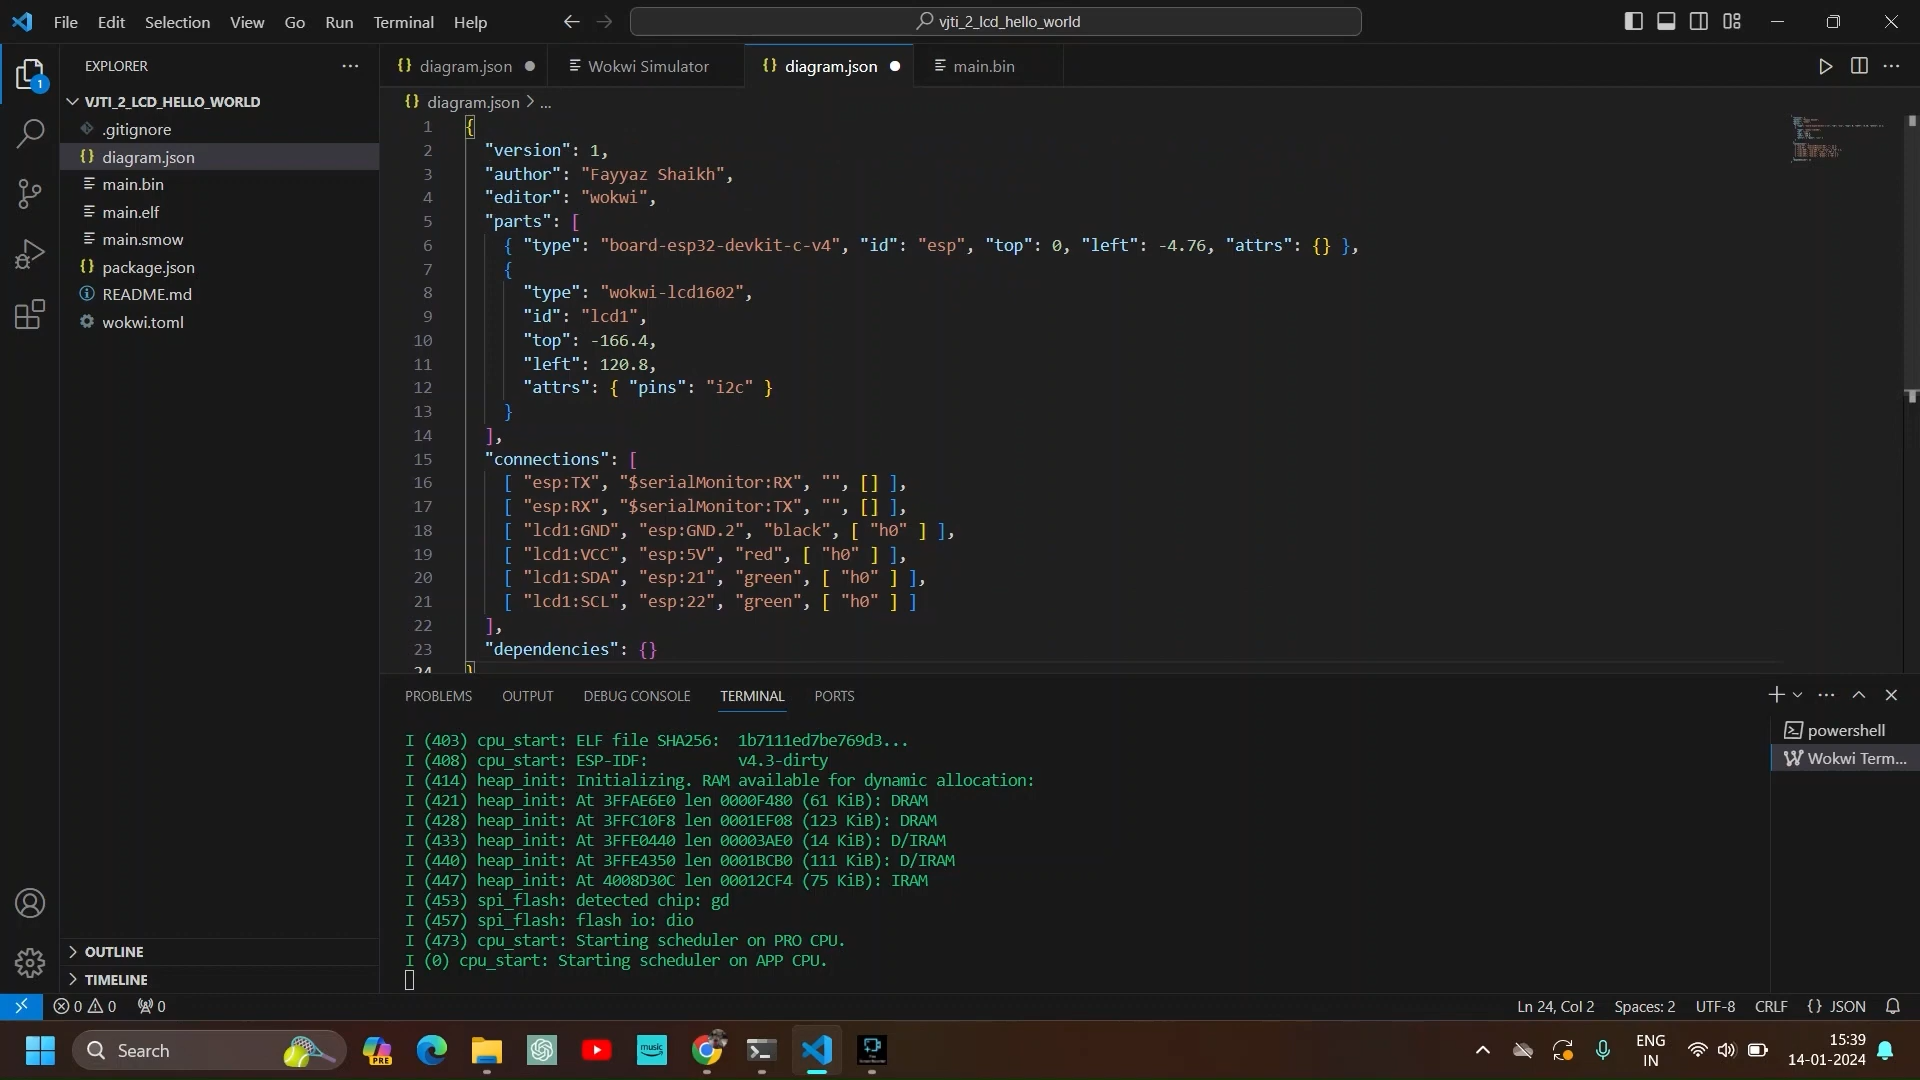 File Edit Selection View Go Run Terminal Help
vjti_2_lcd_hello_world
EXPLORER
1
VJTI_2_LCD_HELLO_WORLD
.gitignore
diagram.json
main.bin
main.elf
main.smow
package.json
README.md
wokwi.toml
OUTLINE
TIMELINE
diagram.json
Wokwi Simulator
diagram.json
main.bin
diagram.json > ...
1 {
2 "version": 1,
3 "author": "Fayyaz Shaikh",
4 "editor": "wokwi",
5 "parts": [
6 { "type": "board-esp32-devkit-c-v4", "id": "esp", "top": 0, "left": -4.76, "attrs": {} },
7 {
8 "type": "wokwi-lcd1602",
9 "id": "lcd1",
10 "top": -166.4,
11 "left": 120.8,
12 "attrs": { "pins": "i2c" }
13 }
14 ],
15 "connections": [
16 [ "esp:TX", "$serialMonitor:RX", "", [] ],
17 [ "esp:RX", "$serialMonitor:TX", "", [] ],
18 [ "lcd1:GND", "esp:GND.2", "black", [ "h0" ] ],
19 [ "lcd1:VCC", "esp:5V", "red", [ "h0" ] ],
20 [ "lcd1:SDA", "esp:21", "green", [ "h0" ] ],
21 [ "lcd1:SCL", "esp:22", "green", [ "h0" ] ]
22 ],
23 "dependencies": {}
24 }
PROBLEMS OUTPUT DEBUG CONSOLE TERMINAL PORTS
I (403) cpu_start: ELF file SHA256:  1b7111ed7be769d3...
I (408) cpu_start: ESP-IDF:          v4.3-dirty
I (414) heap_init: Initializing. RAM available for dynamic allocation:
I (421) heap_init: At 3FFAE6E0 len 0000F480 (61 KiB): DRAM
I (428) heap_init: At 3FFC10F8 len 0001EF08 (123 KiB): DRAM
I (433) heap_init: At 3FFE0440 len 00003AE0 (14 KiB): D/IRAM
I (440) heap_init: At 3FFE4350 len 0001BCB0 (111 KiB): D/IRAM
I (447) heap_init: At 4008D30C len 00012CF4 (75 KiB): IRAM
I (453) spi_flash: detected chip: gd
I (457) spi_flash: flash io: dio
I (473) cpu_start: Starting scheduler on PRO CPU.
I (0) cpu_start: Starting scheduler on APP CPU.
powershell
Wokwi Term...
0 0 0
Ln 24, Col 2 Spaces: 2 UTF-8 CRLF {} JSON
Search
PRE
music
ENG
IN
15:39
14-01-2024